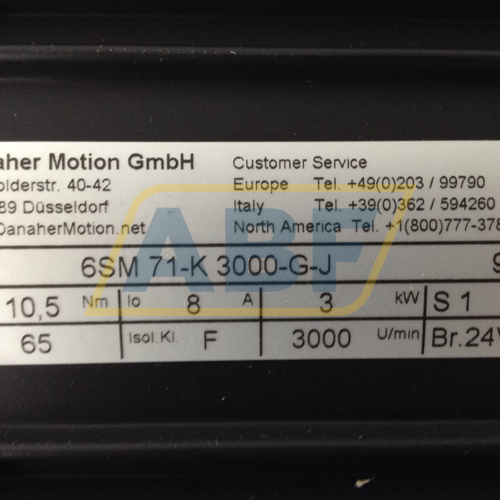 aher Motion GmbH Customer Service
olderstr. 40-42 Europe Tel. +49(0)203 / 99790
89 Düsseldorf Italy Tel. +39(0)362 / 594260
DanaherMotion.net North America Tel. +1(800)777-378
6SM 71-K 3000-G-J 9
10,5 Nm Io 8 A 3 kW S 1
65 Isol.Kl. F 3000 U/min Br.24V
ABF